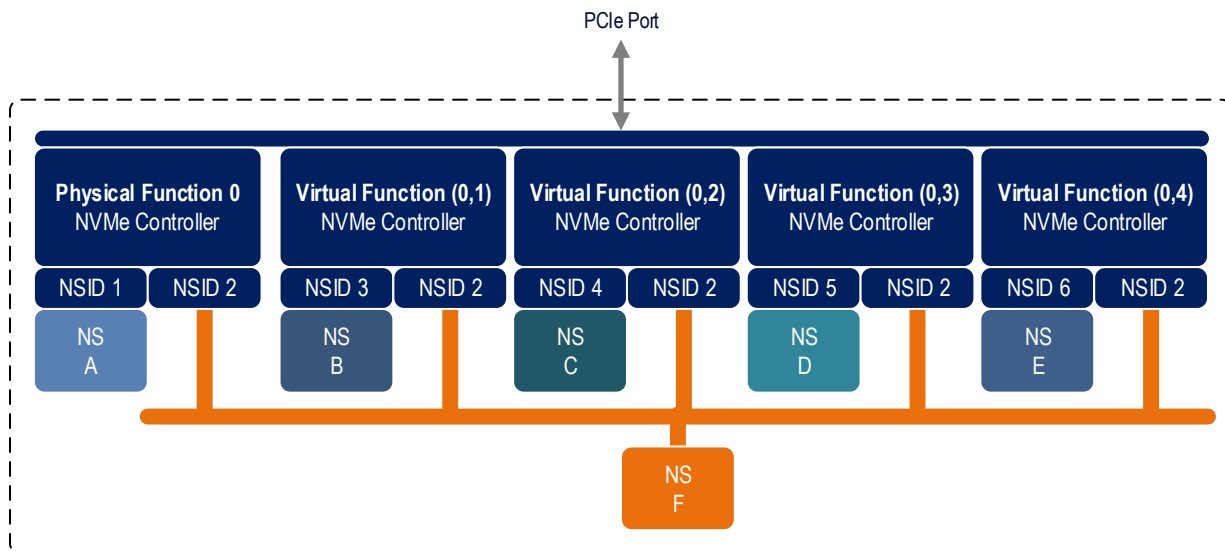 PCIe Port
Physical Function 0
NVMe Controller
Virtual Function (0,1)
NVMe Controller
Virtual Function (0,2)
NVMe Controller
Virtual Function (0,3)
NVMe Controller
Virtual Function (0,4)
NVMe Controller
NSID 1
NSID 2
NSID 3
NSID 2
NSID 4
NSID 2
NSID 5
NSID 2
NSID 6
NSID 2
NS
A
NS
B
NS
C
NS
D
NS
E
NS
F